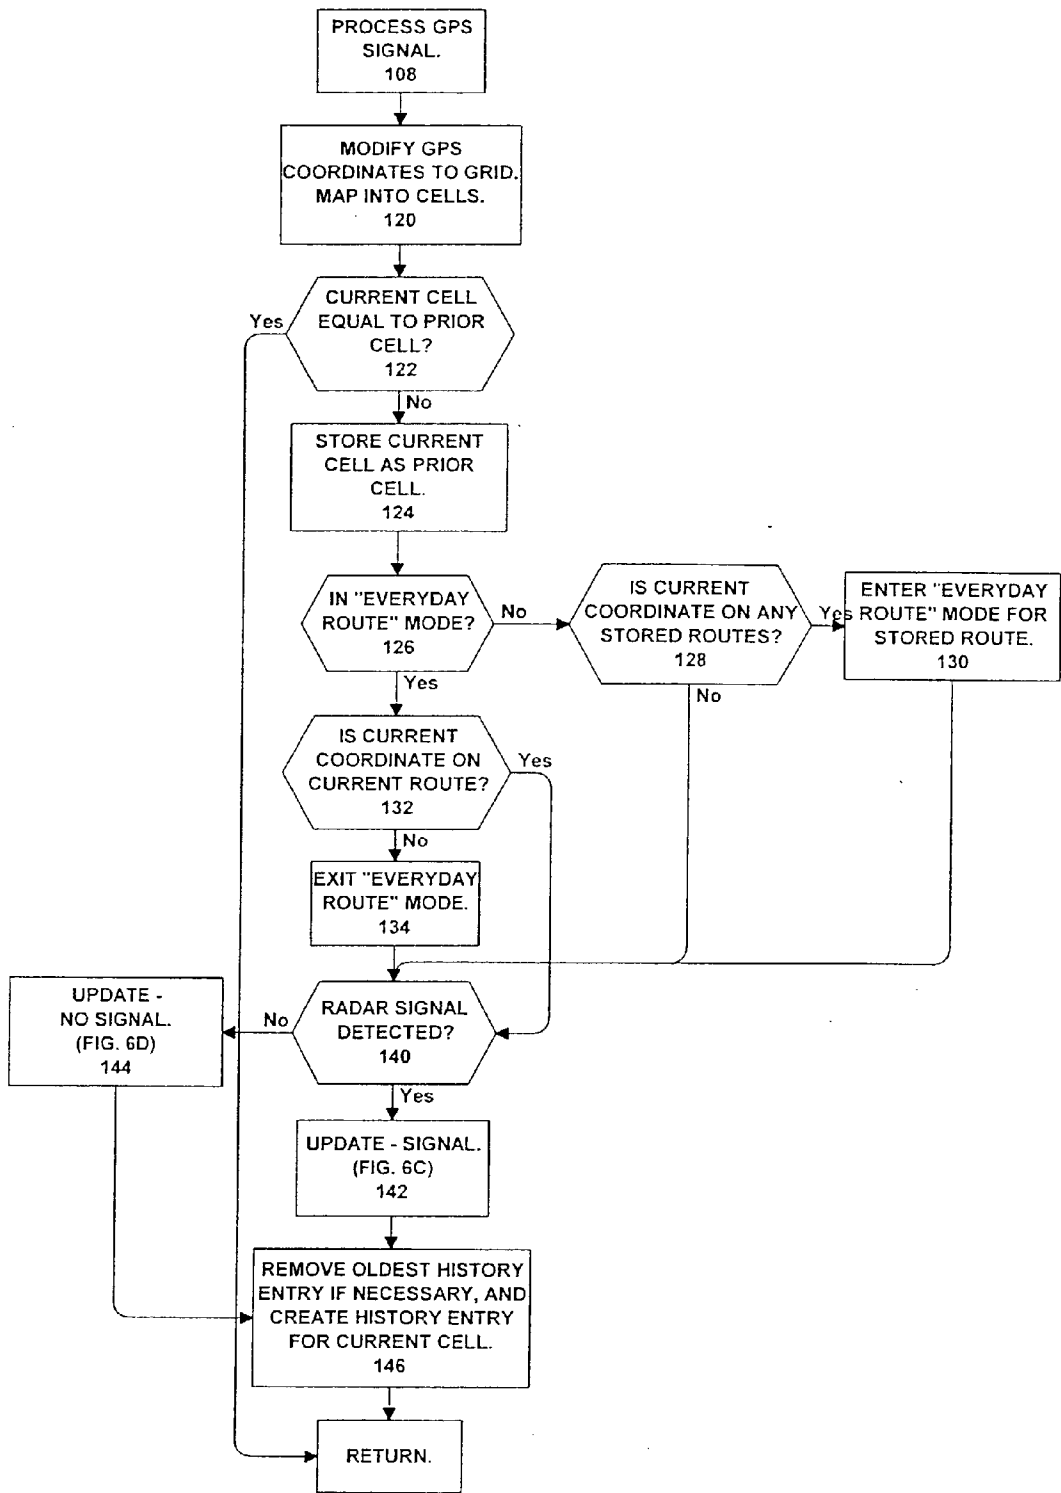 PROCESS GPS
SIGNAL.
108
MODIFY GPS
COORDINATES TO GRID.
MAP INTO CELLS.
120
CURRENT CELL
EQUAL TO PRIOR
CELL?
122
Yes
No
STORE CURRENT
CELL AS PRIOR
CELL.
124
IN "EVERYDAY
ROUTE" MODE?
126
No
Yes
IS CURRENT
COORDINATE ON ANY
STORED ROUTES?
128
Yes
No
ENTER "EVERYDAY
ROUTE" MODE FOR
STORED ROUTE.
130
IS CURRENT
COORDINATE ON
CURRENT ROUTE?
132
Yes
No
EXIT "EVERYDAY
ROUTE" MODE.
134
RADAR SIGNAL
DETECTED?
140
No
Yes
UPDATE -
NO SIGNAL.
(FIG. 6D)
144
UPDATE - SIGNAL.
(FIG. 6C)
142
REMOVE OLDEST HISTORY
ENTRY IF NECESSARY, AND
CREATE HISTORY ENTRY
FOR CURRENT CELL.
146
RETURN.